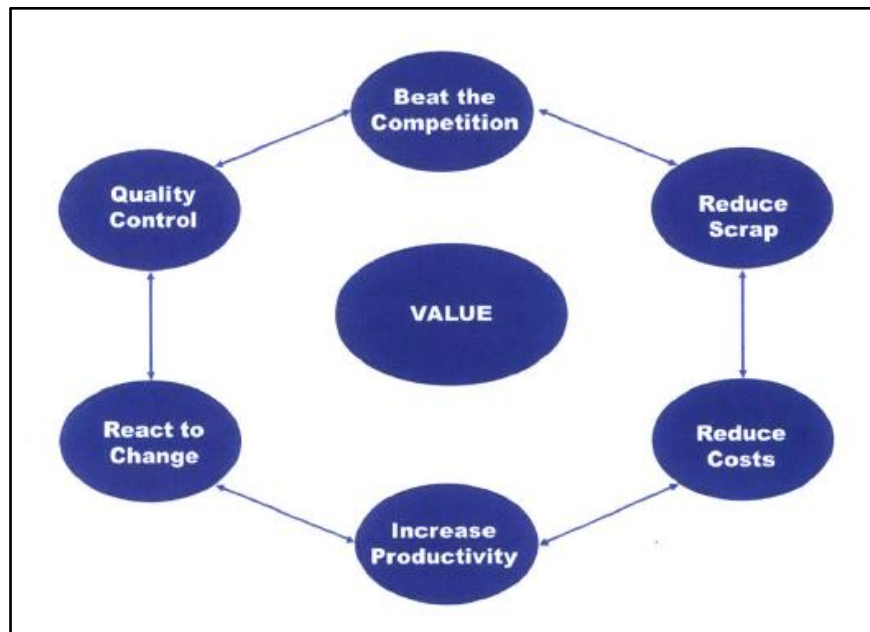 Beat the
Competition
Quality
Control
Reduce
Scrap
VALUE
React to
Change
Reduce
Costs
Increase
Productivity